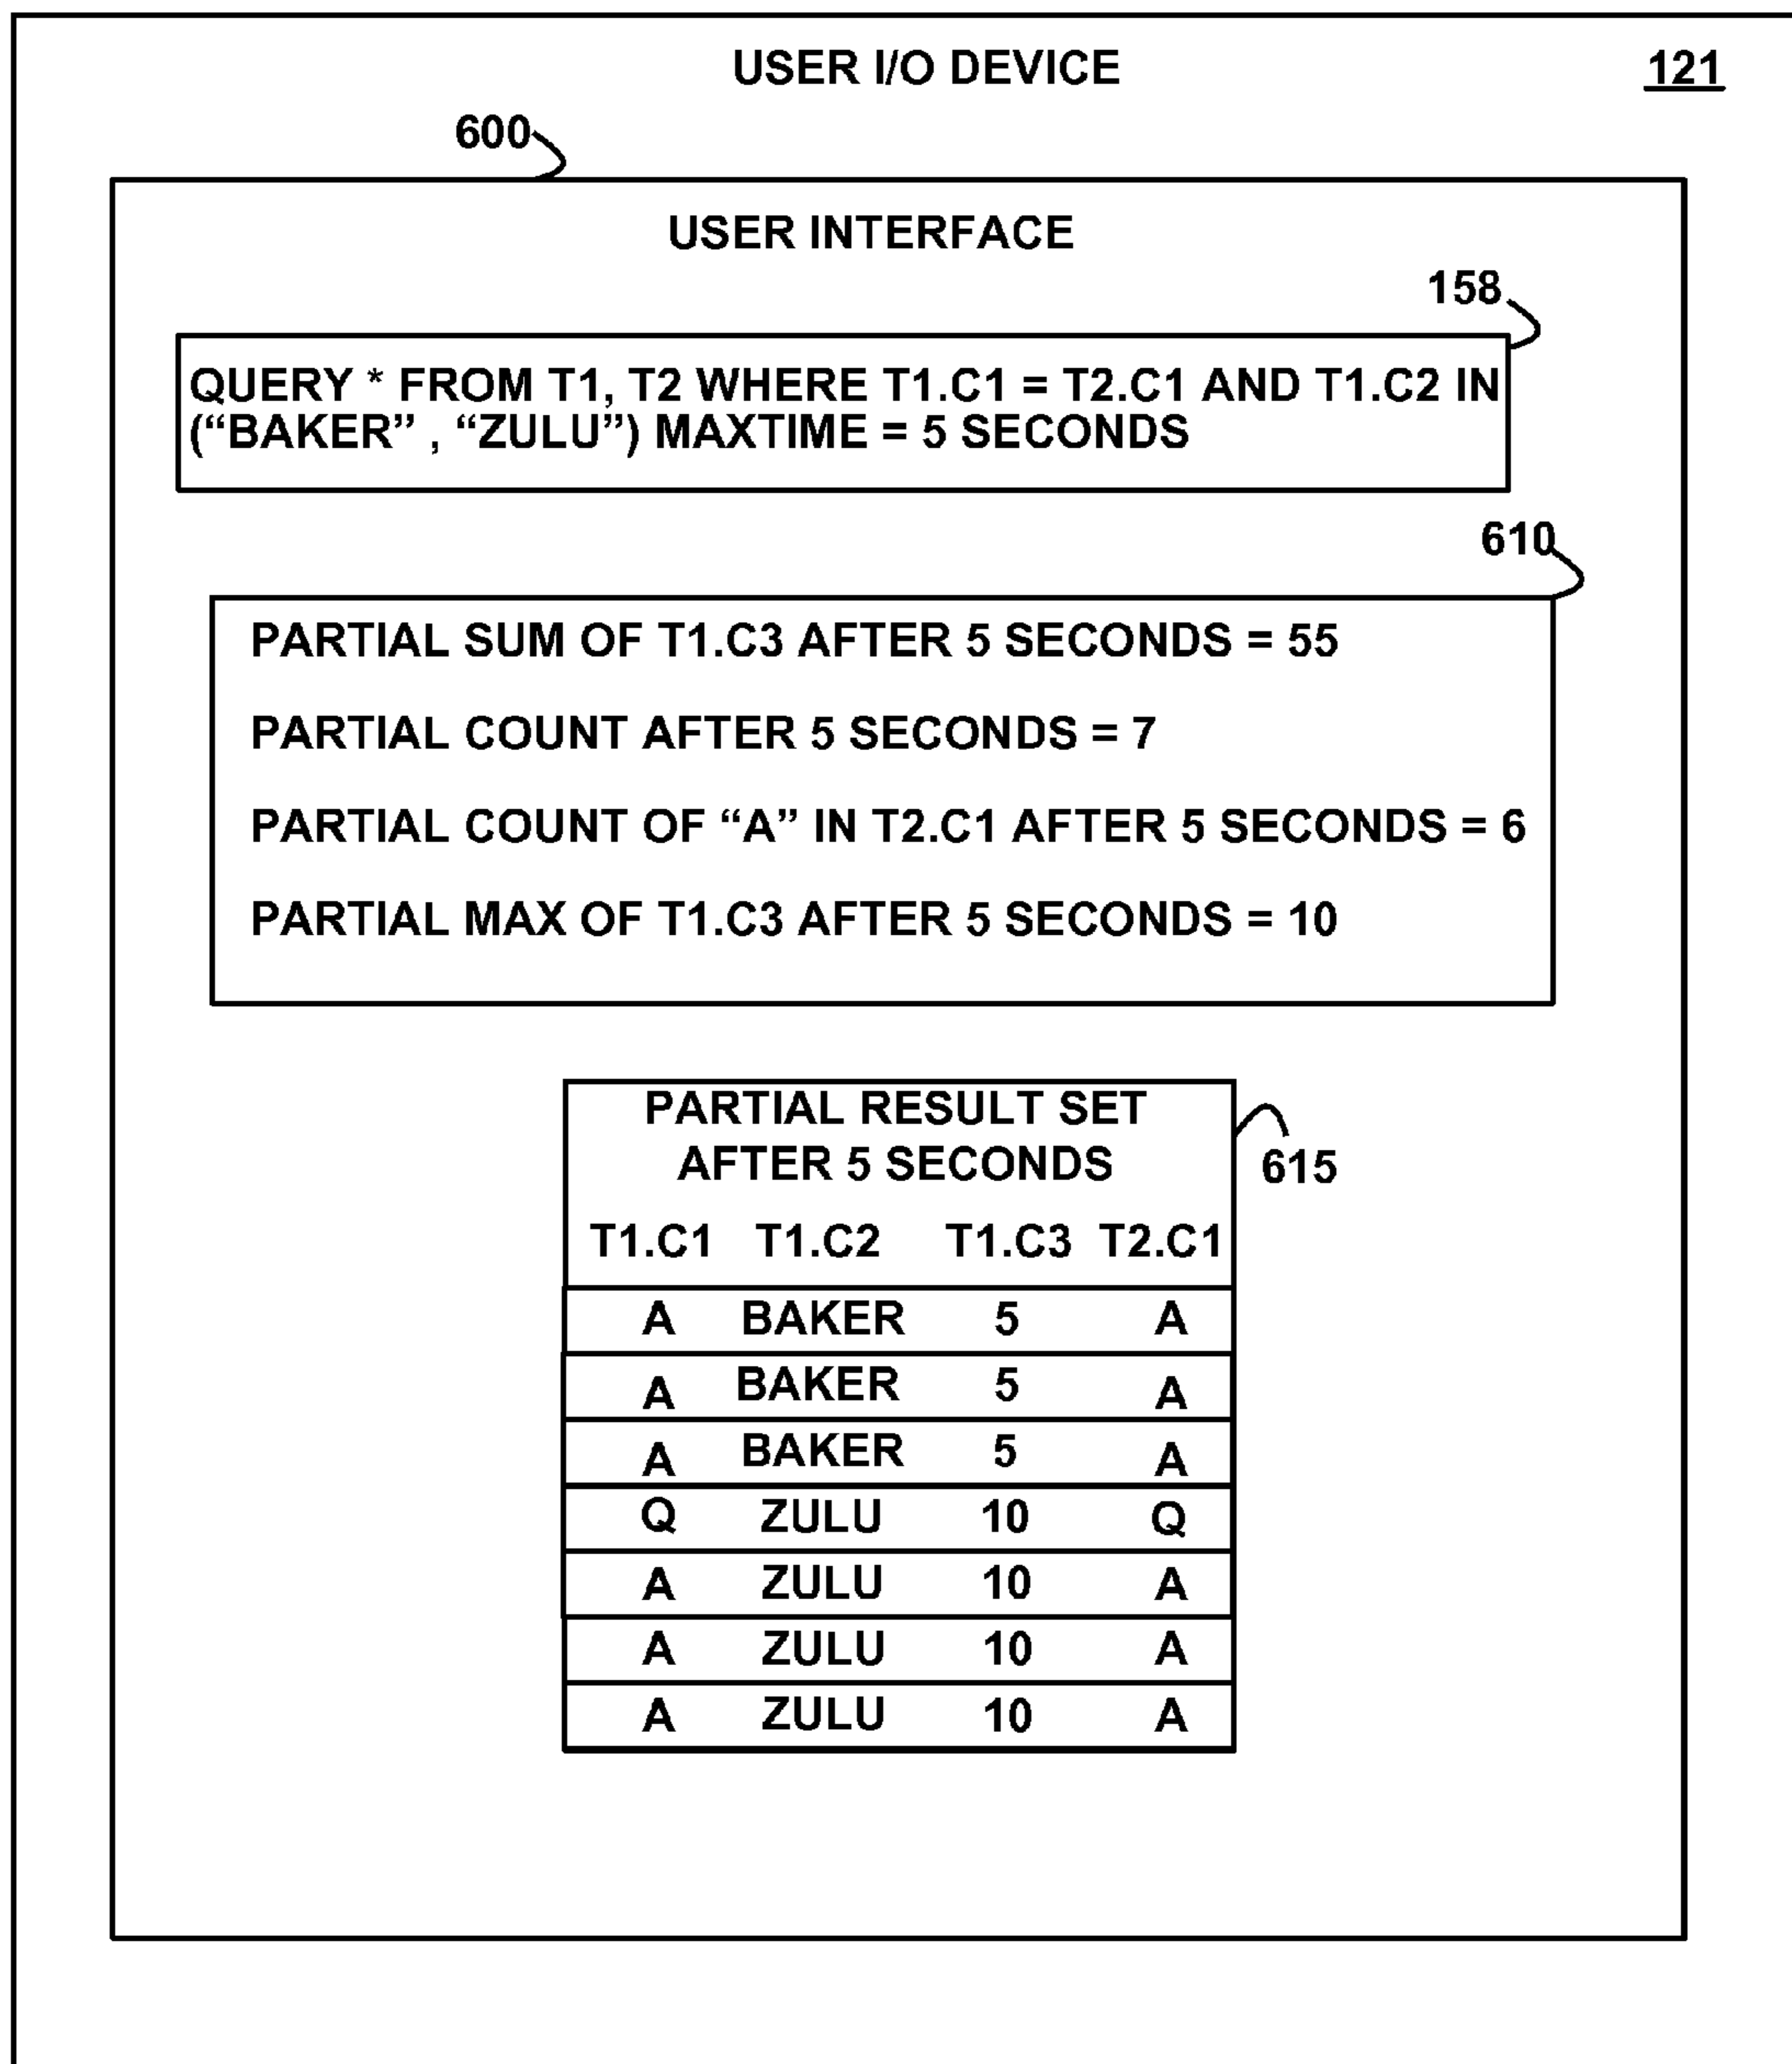 USER I/O DEVICE 121
600
USER INTERFACE
158
QUERY * FROM T1, T2 WHERE T1.C1 = T2.C1 AND T1.C2 IN
(“BAKER” , “ZULU”) MAXTIME = 5 SECONDS
610
PARTIAL SUM OF T1.C3 AFTER 5 SECONDS = 55
PARTIAL COUNT AFTER 5 SECONDS = 7
PARTIAL COUNT OF “A” IN T2.C1 AFTER 5 SECONDS = 6
PARTIAL MAX OF T1.C3 AFTER 5 SECONDS = 10
PARTIAL RESULT SET
AFTER 5 SECONDS
615
T1.C1 T1.C2 T1.C3 T2.C1
A BAKER 5 A
A BAKER 5 A
A BAKER 5 A
Q ZULU 10 Q
A ZULU 10 A
A ZULU 10 A
A ZULU 10 A